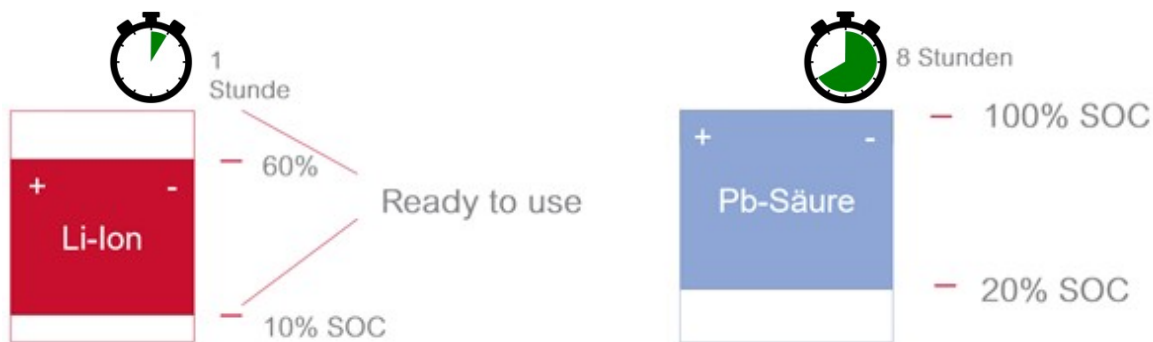 1
Stunde
60%
+ -
Li-Ion
10% SOC
Ready to use
8 Stunden
100% SOC
+ -
Pb-Säure
20% SOC